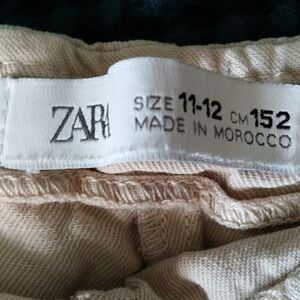 ZARA
SIZE 11-12 CM 152
MADE IN MOROCCO